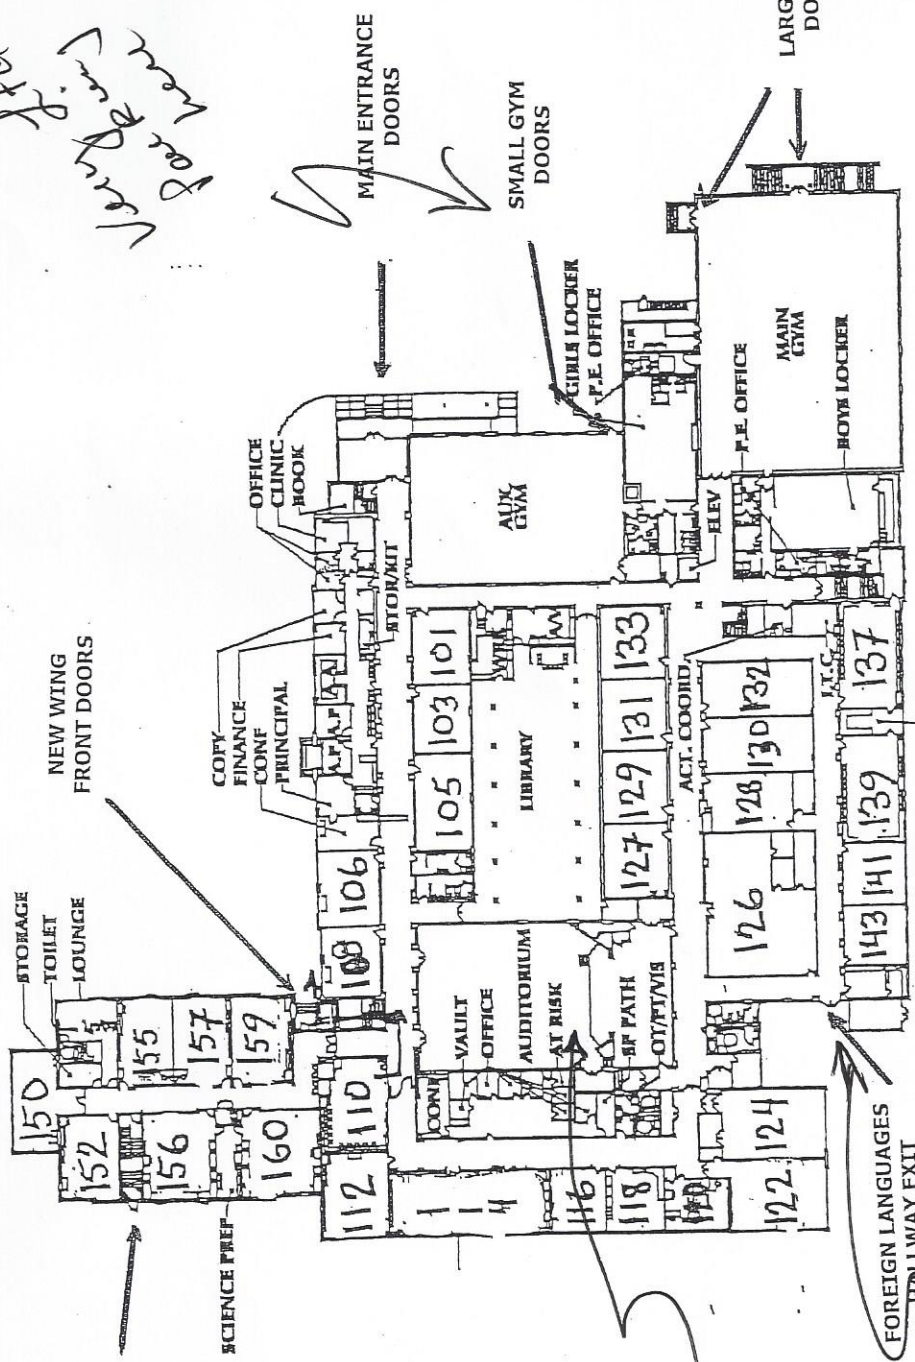 STORAGE
TOILET
LOUNGE
150
152
155
156
157
159
160
SCIENCE PREP
NEW WING
FRONT DOORS
COPY
FINANCE
CONF
PRINCIPAL
OFFICE
CLINIC
BOOK
MAIN ENTRANCE
DOORS
112
110
108
106
A.P.
A.P.
STOR/KIT
114
CONF
VAULT
OFFICE
AUDITORIUM
AT RISK
105
103
101
WRK
A/V
LIBRARY
AUX
GYM
SMALL GYM
DOORS
GIRLS LOCKER
P.E. OFFICE
116
118
120
SP PATH
OT/PT/VIS
127
129
131
133
ACT. COORD.
ELEV
P.E. OFFICE
122
124
126
128
130
132
MAIN
GYM
BOYS LOCKER
I.T.C.
143
141
139
137
FOREIGN LANGUAGES
HALLWAY EXIT